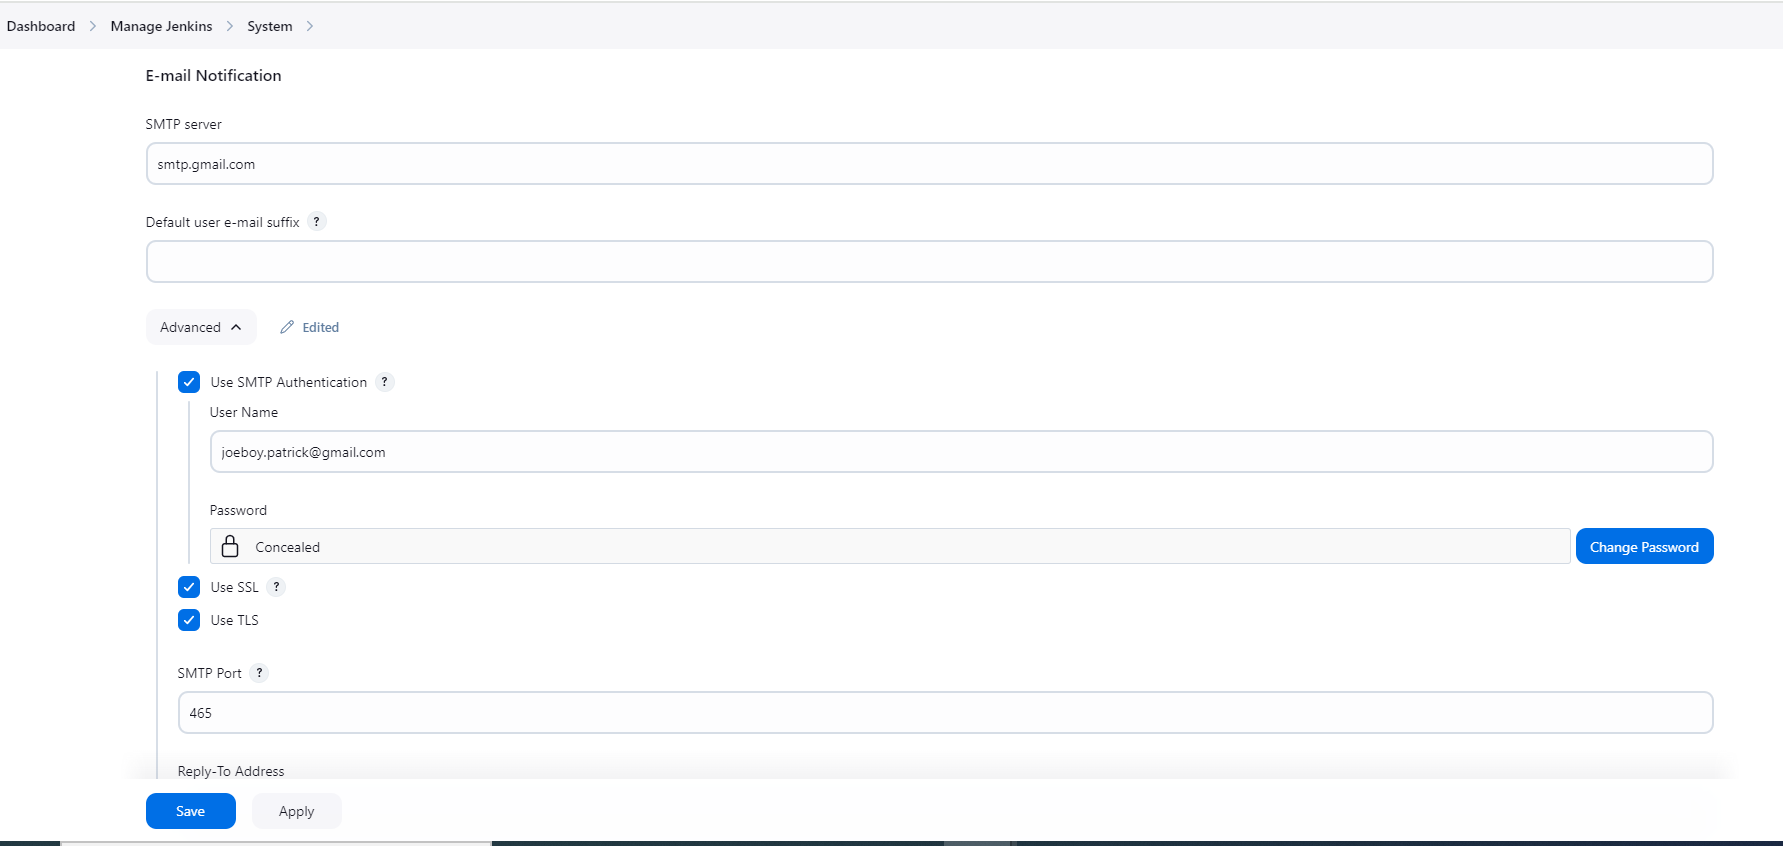 Dashboard > Manage Jenkins > System >
E-mail Notification
SMTP server
smtp.gmail.com
Default user e-mail suffix ?
Advanced Edited
Use SMTP Authentication ?
User Name
joeboy.patrick@gmail.com
Password
Concealed Change Password
Use SSL ?
Use TLS
SMTP Port ?
465
Reply-To Address
Save Apply